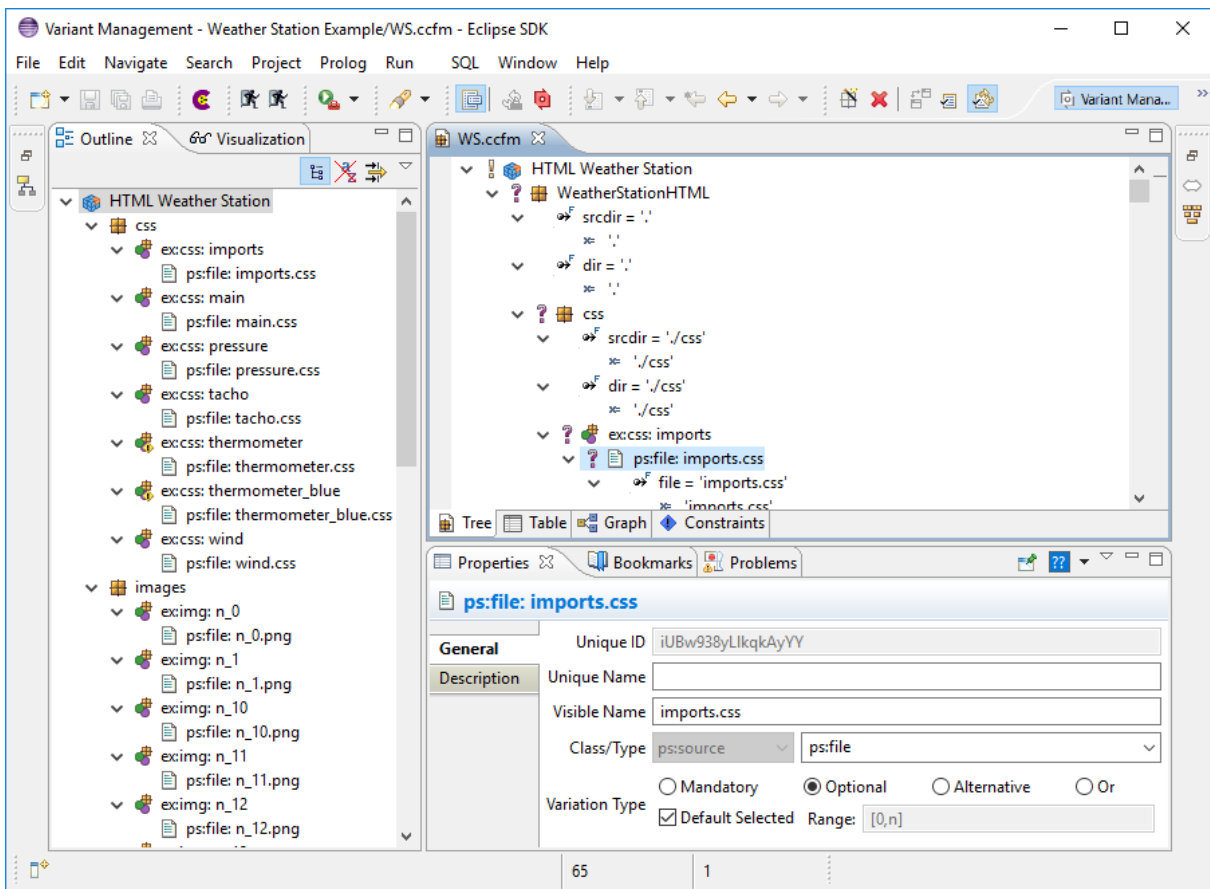 Variant Management - Weather Station Example/WS.ccfm - Eclipse SDK
File Edit Navigate Search Project Prolog Run SQL Window Help
Variant Mana...
Outline Visualization
HTML Weather Station
css
ex:css: imports
ps:file: imports.css
ex:css: main
ps:file: main.css
ex:css: pressure
ps:file: pressure.css
ex:css: tacho
ps:file: tacho.css
ex:css: thermometer
ps:file: thermometer.css
ex:css: thermometer_blue
ps:file: thermometer_blue.css
ex:css: wind
ps:file: wind.css
images
ex:img: n_0
ps:file: n_0.png
ex:img: n_1
ps:file: n_1.png
ex:img: n_10
ps:file: n_10.png
ex:img: n_11
ps:file: n_11.png
ex:img: n_12
ps:file: n_12.png
WS.ccfm
HTML Weather Station
WeatherStationHTML
srcdir = '.'
'.'
dir = '.'
'.'
css
srcdir = './css'
'./css'
dir = './css'
'./css'
ex:css: imports
ps:file: imports.css
file = 'imports.css'
'imports.css'
Tree Table Graph Constraints
Properties Bookmarks Problems
ps:file: imports.css
General
Description
Unique ID iUBw938yLIkqkAyYY
Unique Name
Visible Name imports.css
Class/Type ps:source ps:file
Variation Type
Mandatory Optional Alternative Or
Default Selected Range: [0,n]
65 1